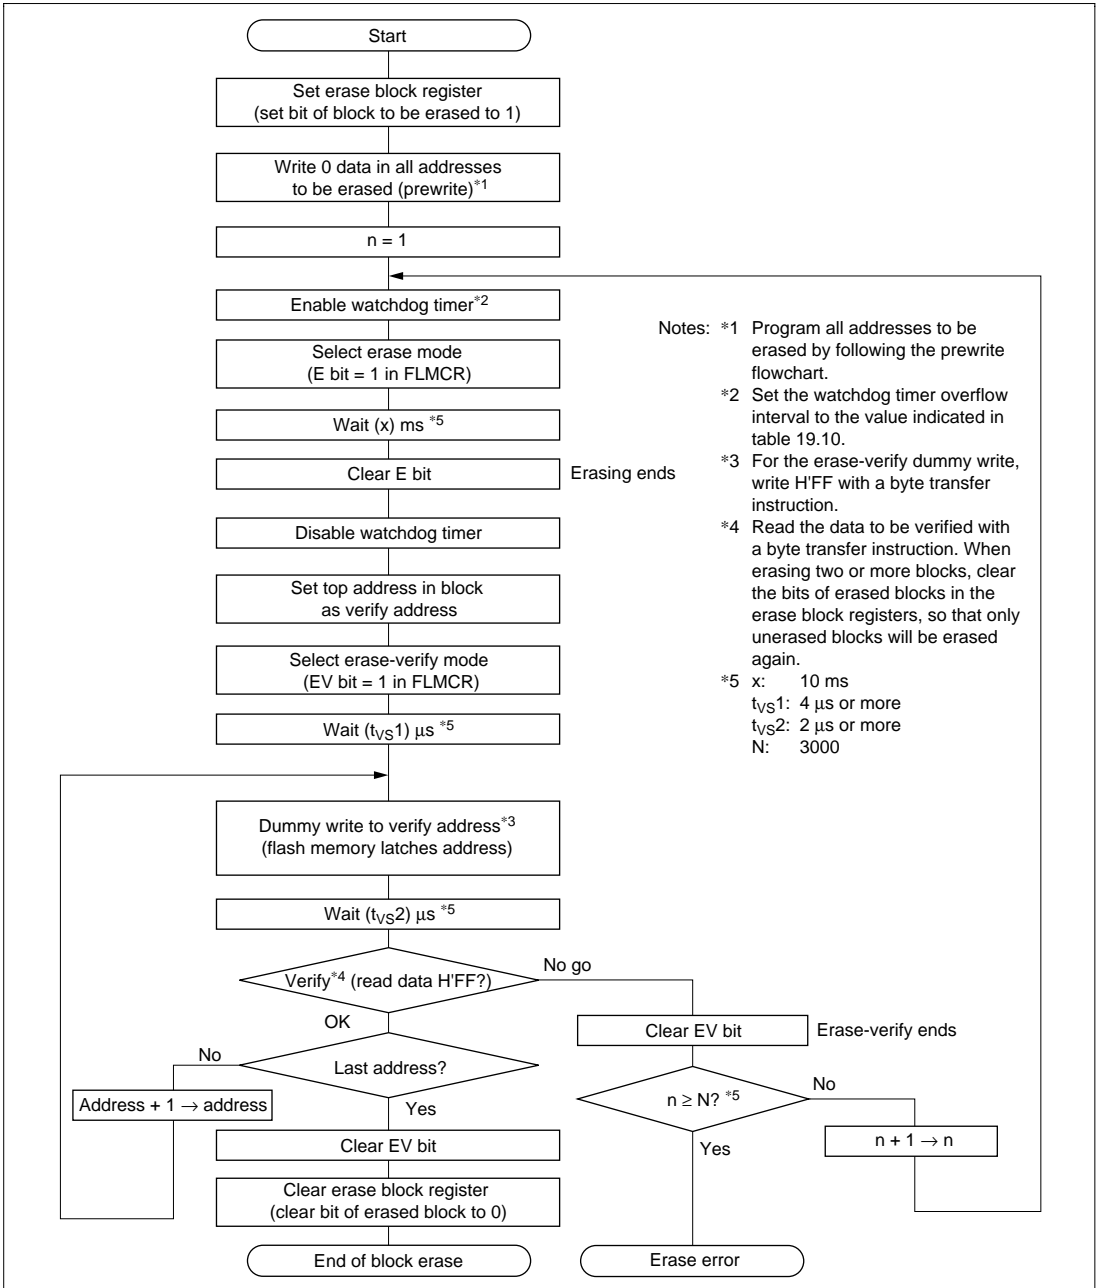 Start
Set erase block register
(set bit of block to be erased to 1)
Write 0 data in all addresses
to be erased (prewrite)*1
n = 1
Enable watchdog timer*2
Select erase mode
(E bit = 1 in FLMCR)
Wait (x) ms *5
Clear E bit
Erasing ends
Disable watchdog timer
Set top address in block
as verify address
Select erase-verify mode
(EV bit = 1 in FLMCR)
Wait (tVS1) μs *5
Dummy write to verify address*3
(flash memory latches address)
Wait (tVS2) μs *5
Verify*4 (read data H'FF?)
No go
OK
Last address?
No
Address + 1 → address
Yes
Clear EV bit
Clear erase block register
(clear bit of erased block to 0)
End of block erase
Clear EV bit
Erase-verify ends
n ≥ N? *5
No
n + 1 → n
Yes
Erase error
Notes: *1 Program all addresses to be
erased by following the prewrite
flowchart.
*2 Set the watchdog timer overflow
interval to the value indicated in
table 19.10.
*3 For the erase-verify dummy write,
write H'FF with a byte transfer
instruction.
*4 Read the data to be verified with
a byte transfer instruction. When
erasing two or more blocks, clear
the bits of erased blocks in the
erase block registers, so that only
unerased blocks will be erased
again.
*5 x: 10 ms
tVS1: 4 μs or more
tVS2: 2 μs or more
N: 3000